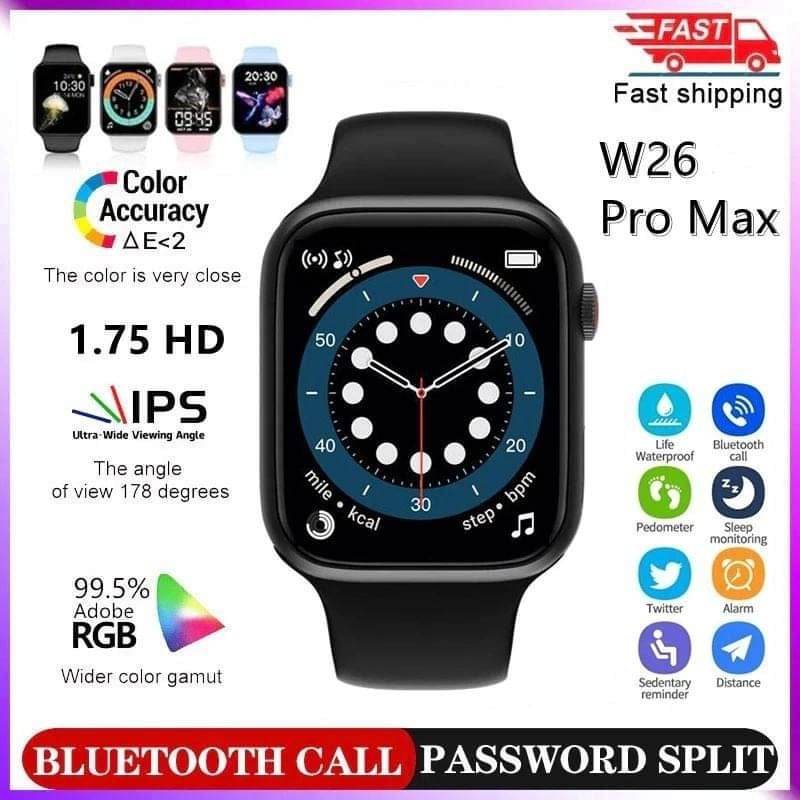 FAST
Fast shipping
24%
10:30
09:45
20:30
W26
Pro Max
Color
Accuracy
ΔE<2
The color is very close
1.75 HD
IPS
Ultra-Wide Viewing Angle
The angle
of view 178 degrees
99.5%
Adobe
RGB
Wider color gamut
50
10
40
20
30
mile • kcal
step • bpm
Life
Waterproof
Bluetooth
call
Pedometer
Sleep
monitoring
Twitter
Alarm
Sedentary
reminder
Distance
BLUETOOTH CALL
PASSWORD SPLIT